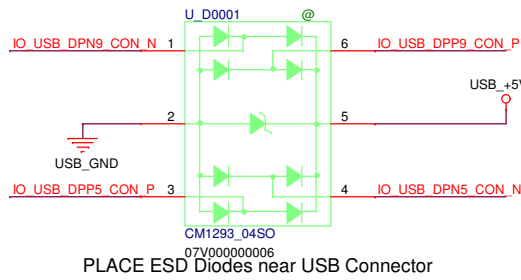 U_D0001 @
IO_USB_DPN9_CON_N 1 6 IO_USB_DPP9_CON_P
USB_+5V
2 5
USB_GND
IO_USB_DPP5_CON_P 3 4 IO_USB_DPN5_CON_N
CM1293_04SO
07V000000006
PLACE ESD Diodes near USB Connector